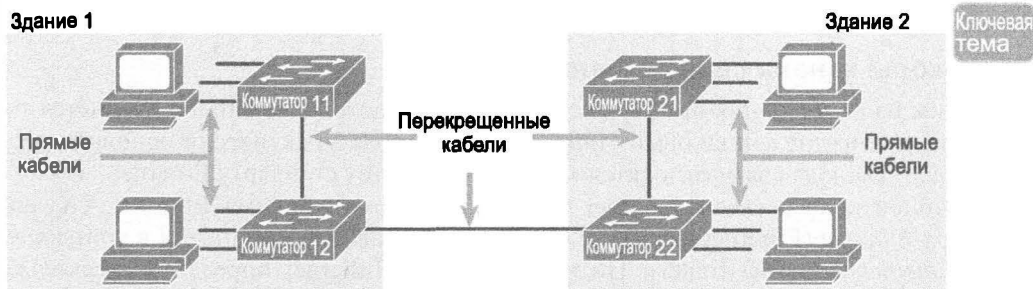 Здание 1
Здание 2
Ключевая
тема
Коммутатор 11
Коммутатор 21
Прямые
кабели
Перекрещенные
кабели
Прямые
кабели
Коммутатор 12
Коммутатор 22